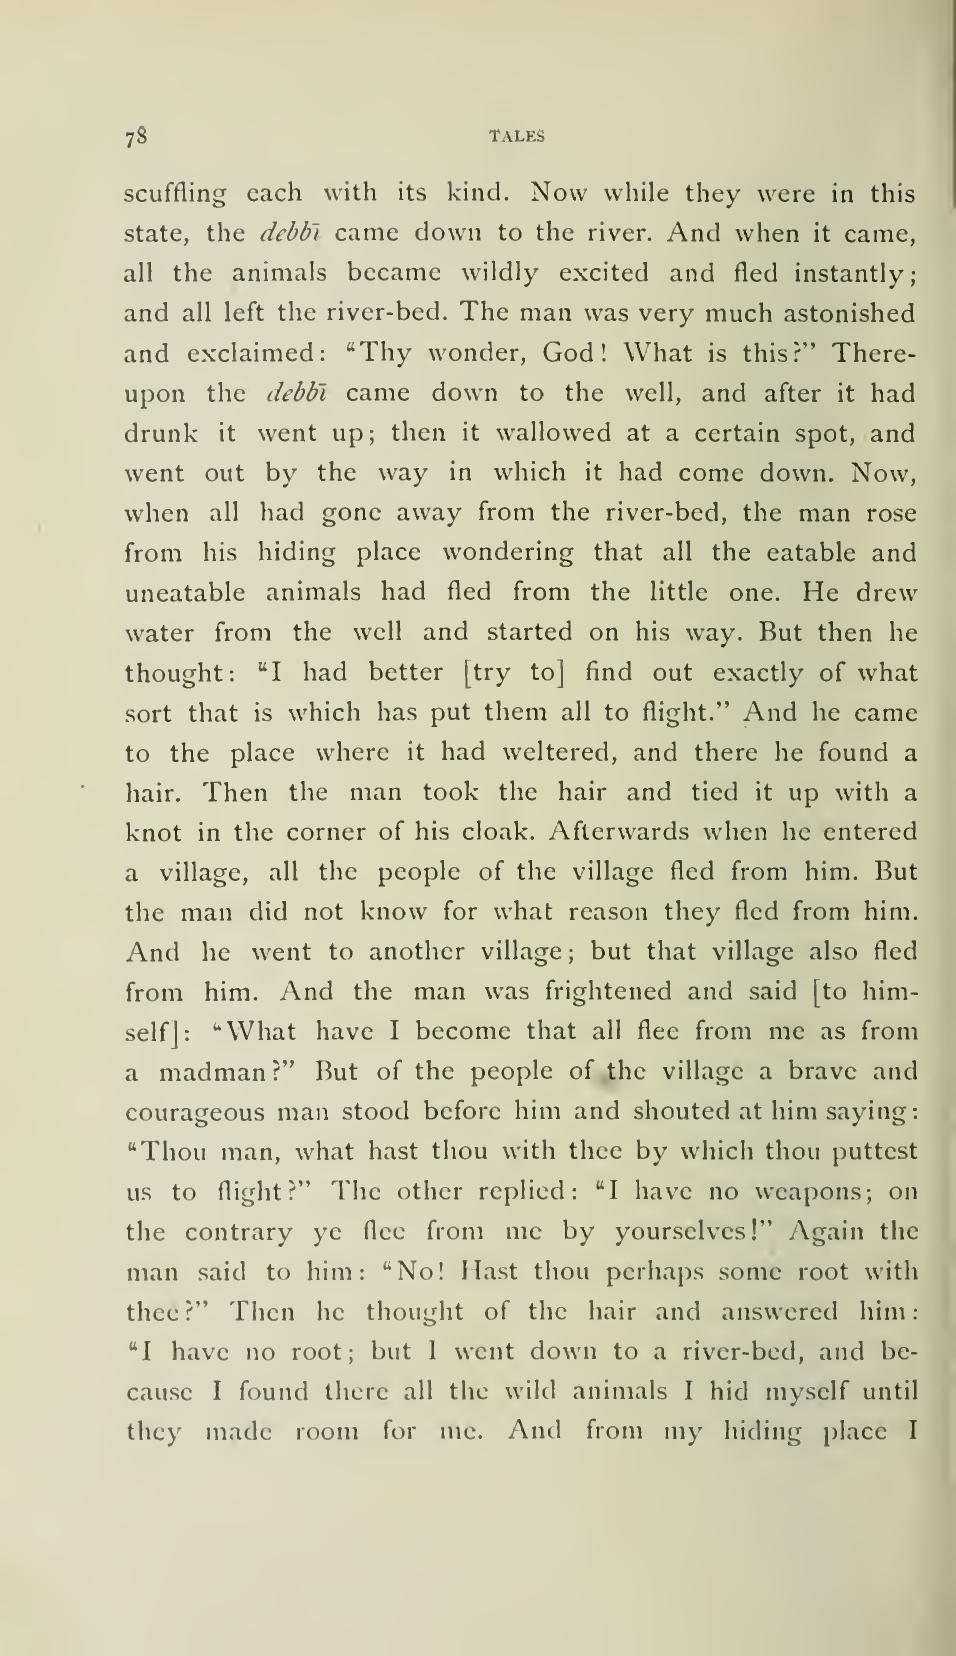 78 TALES
scuffling each with its kind. Now while they were in this
state, the debbī came down to the river. And when it came,
all the animals became wildly excited and fled instantly;
and all left the river-bed. The man was very much astonished
and exclaimed: “Thy wonder, God! What is this?” There-
upon the debbī came down to the well, and after it had
drunk it went up; then it wallowed at a certain spot, and
went out by the way in which it had come down. Now,
when all had gone away from the river-bed, the man rose
from his hiding place wondering that all the eatable and
uneatable animals had fled from the little one. He drew
water from the well and started on his way. But then he
thought: “I had better [try to] find out exactly of what
sort that is which has put them all to flight.” And he came
to the place where it had weltered, and there he found a
hair. Then the man took the hair and tied it up with a
knot in the corner of his cloak. Afterwards when he entered
a village, all the people of the village fled from him. But
the man did not know for what reason they fled from him.
And he went to another village; but that village also fled
from him. And the man was frightened and said [to him-
self]: “What have I become that all flee from me as from
a madman?” But of the people of the village a brave and
courageous man stood before him and shouted at him saying:
“Thou man, what hast thou with thee by which thou puttest
us to flight?” The other replied: “I have no weapons; on
the contrary ye flee from me by yourselves!” Again the
man said to him: “No! Hast thou perhaps some root with
thee?” Then he thought of the hair and answered him:
“I have no root; but I went down to a river-bed, and be-
cause I found there all the wild animals I hid myself until
they made room for me. And from my hiding place I